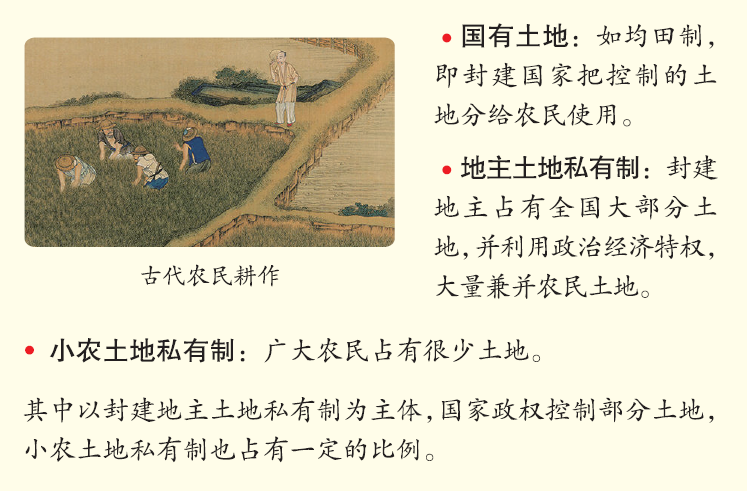 • 国有土地：如均田制，
即封建国家把控制的土
地分给农民使用。
• 地主土地私有制：封建
地主占有全国大部分土
地，并利用政治经济特权，
大量兼并农民土地。
古代农民耕作
• 小农土地私有制：广大农民占有很少土地。
其中以封建地主土地私有制为主体，国家政权控制部分土地，
小农土地私有制也占有一定的比例。